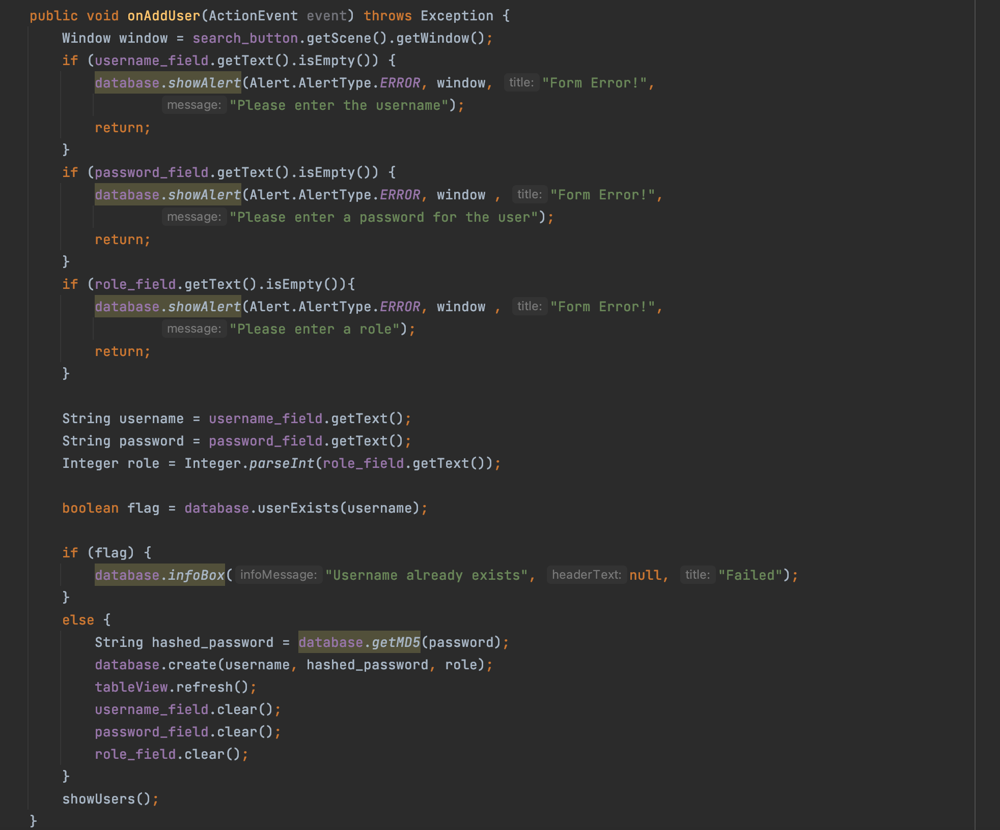 public void onAddUser(ActionEvent event) throws Exception {
    Window window = search_button.getScene().getWindow();
    if (username_field.getText().isEmpty()) {
        database.showAlert(Alert.AlertType.ERROR, window, title: "Form Error!",
                message: "Please enter the username");
        return;
    }
    if (password_field.getText().isEmpty()) {
        database.showAlert(Alert.AlertType.ERROR, window , title: "Form Error!",
                message: "Please enter a password for the user");
        return;
    }
    if (role_field.getText().isEmpty()){
        database.showAlert(Alert.AlertType.ERROR, window , title: "Form Error!",
                message: "Please enter a role");
        return;
    }
    String username = username_field.getText();
    String password = password_field.getText();
    Integer role = Integer.parseInt(role_field.getText());
    boolean flag = database.userExists(username);
    if (flag) {
        database.infoBox( infoMessage: "Username already exists", headerText: null, title: "Failed");
    }
    else {
        String hashed_password = database.getMD5(password);
        database.create(username, hashed_password, role);
        tableView.refresh();
        username_field.clear();
        password_field.clear();
        role_field.clear();
    }
    showUsers();
}